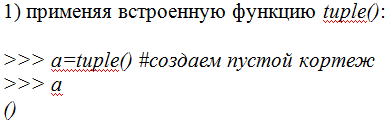 1) применяя встроенную функцию tuple():
>>> a=tuple() #создаем пустой кортеж
>>> a
()